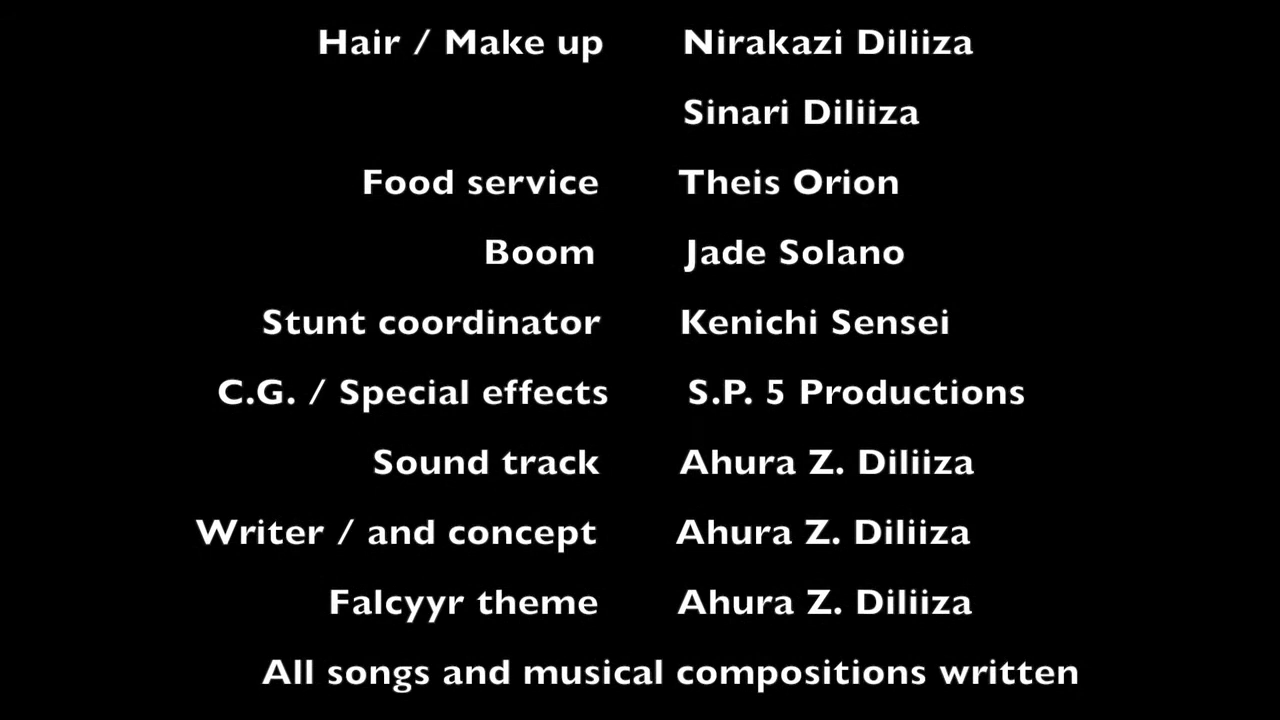 Hair / Make up Nirakazi Diliiza
Sinari Diliiza
Food service Theis Orion
Boom Jade Solano
Stunt coordinator Kenichi Sensei
C.G. / Special effects S.P. 5 Productions
Sound track Ahura Z. Diliiza
Writer / and concept Ahura Z. Diliiza
Falcyyr theme Ahura Z. Diliiza
All songs and musical compositions written